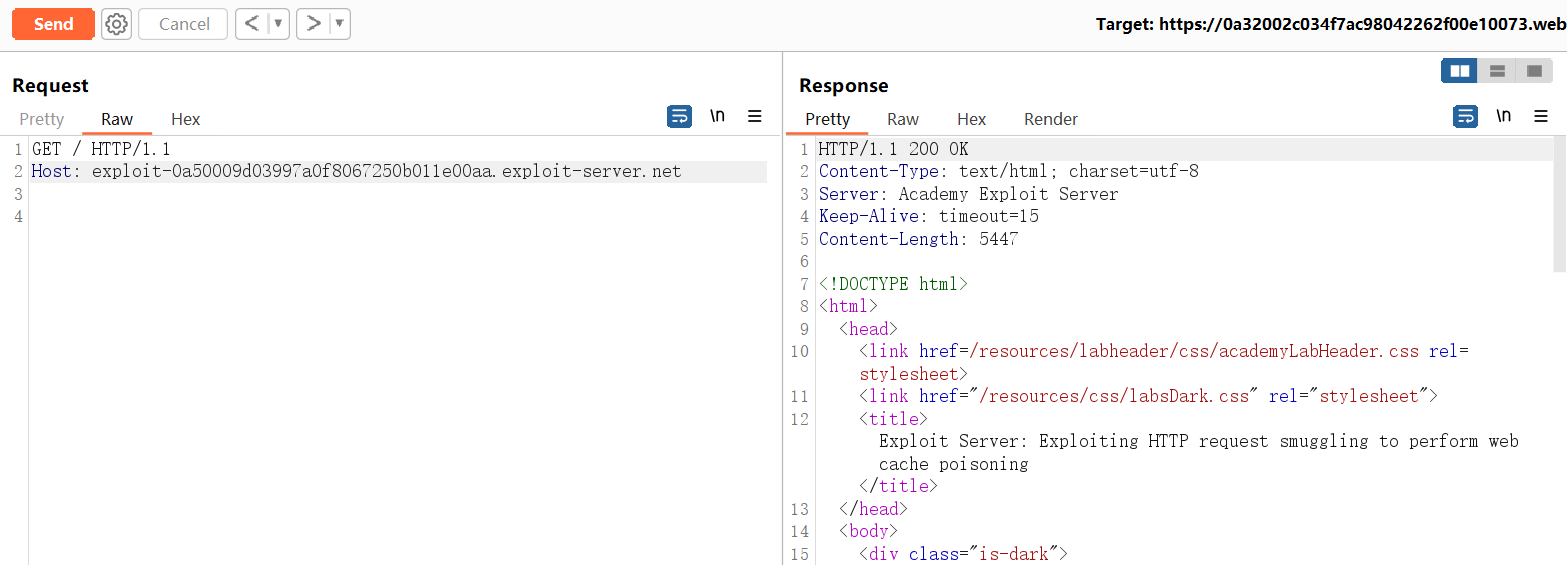 Send Cancel < ▼ > ▼ Target: https://0a32002c034f7ac98042262f00e10073.web
Request
Pretty Raw Hex \n
1 GET / HTTP/1.1
2 Host: exploit-0a50009d03997a0f8067250b011e00aa.exploit-server.net
3
4
Response
Pretty Raw Hex Render \n
1 HTTP/1.1 200 OK
2 Content-Type: text/html; charset=utf-8
3 Server: Academy Exploit Server
4 Keep-Alive: timeout=15
5 Content-Length: 5447
6
7 <!DOCTYPE html>
8 <html>
9 <head>
10 <link href=/resources/labheader/css/academyLabHeader.css rel=
stylesheet>
11 <link href="/resources/css/labsDark.css" rel="stylesheet">
12 <title>
Exploit Server: Exploiting HTTP request smuggling to perform web
cache poisoning
</title>
13 </head>
14 <body>
15 <div class="is-dark">